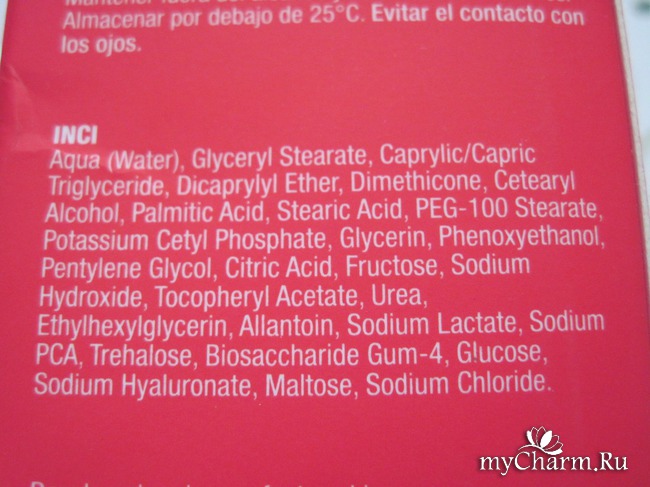 Almacenar por debajo de 25°C. Evitar el contacto con
los ojos.
INCI
Aqua (Water), Glyceryl Stearate, Caprylic/Capric
Triglyceride, Dicaprylyl Ether, Dimethicone, Cetearyl
Alcohol, Palmitic Acid, Stearic Acid, PEG-100 Stearate,
Potassium Cetyl Phosphate, Glycerin, Phenoxyethanol,
Pentylene Glycol, Citric Acid, Fructose, Sodium
Hydroxide, Tocopheryl Acetate, Urea,
Ethylhexylglycerin, Allantoin, Sodium Lactate, Sodium
PCA, Trehalose, Biosaccharide Gum-4, Glucose,
Sodium Hyaluronate, Maltose, Sodium Chloride.
myCharm.Ru